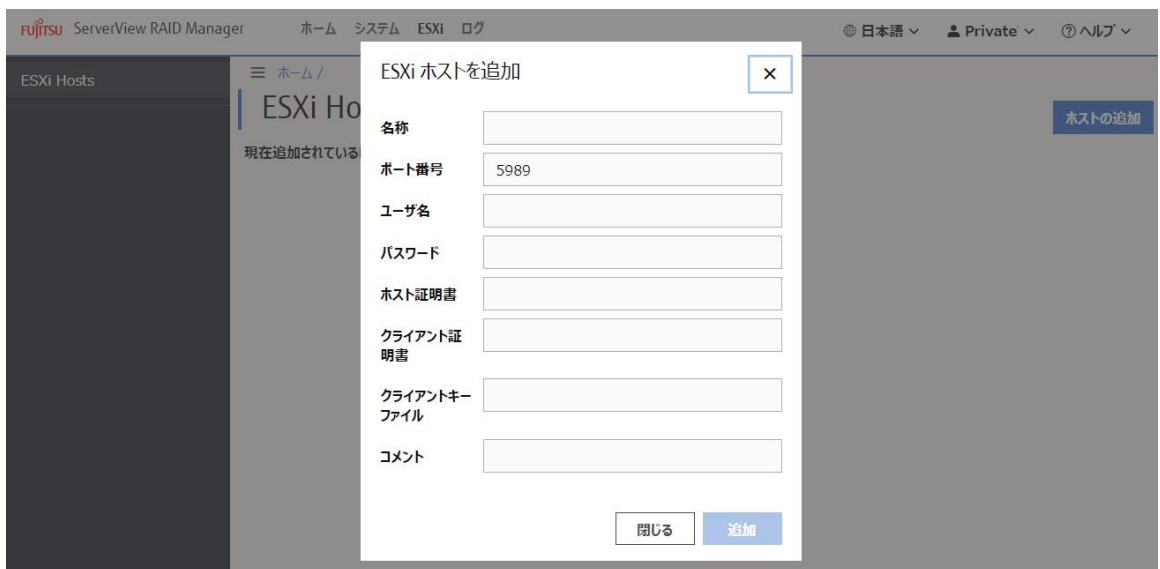 FUJITSU ServerView RAID Manager ホーム システム ESXi ログ 日本語 Private ヘルプ
ESXi Hosts
ホーム /
ESXi Ho
ホストの追加
現在追加されている
ESXi ホストを追加
名称
ポート番号 5989
ユーザ名
パスワード
ホスト証明書
クライアント証
明書
クライアントキー
ファイル
コメント
閉じる 追加